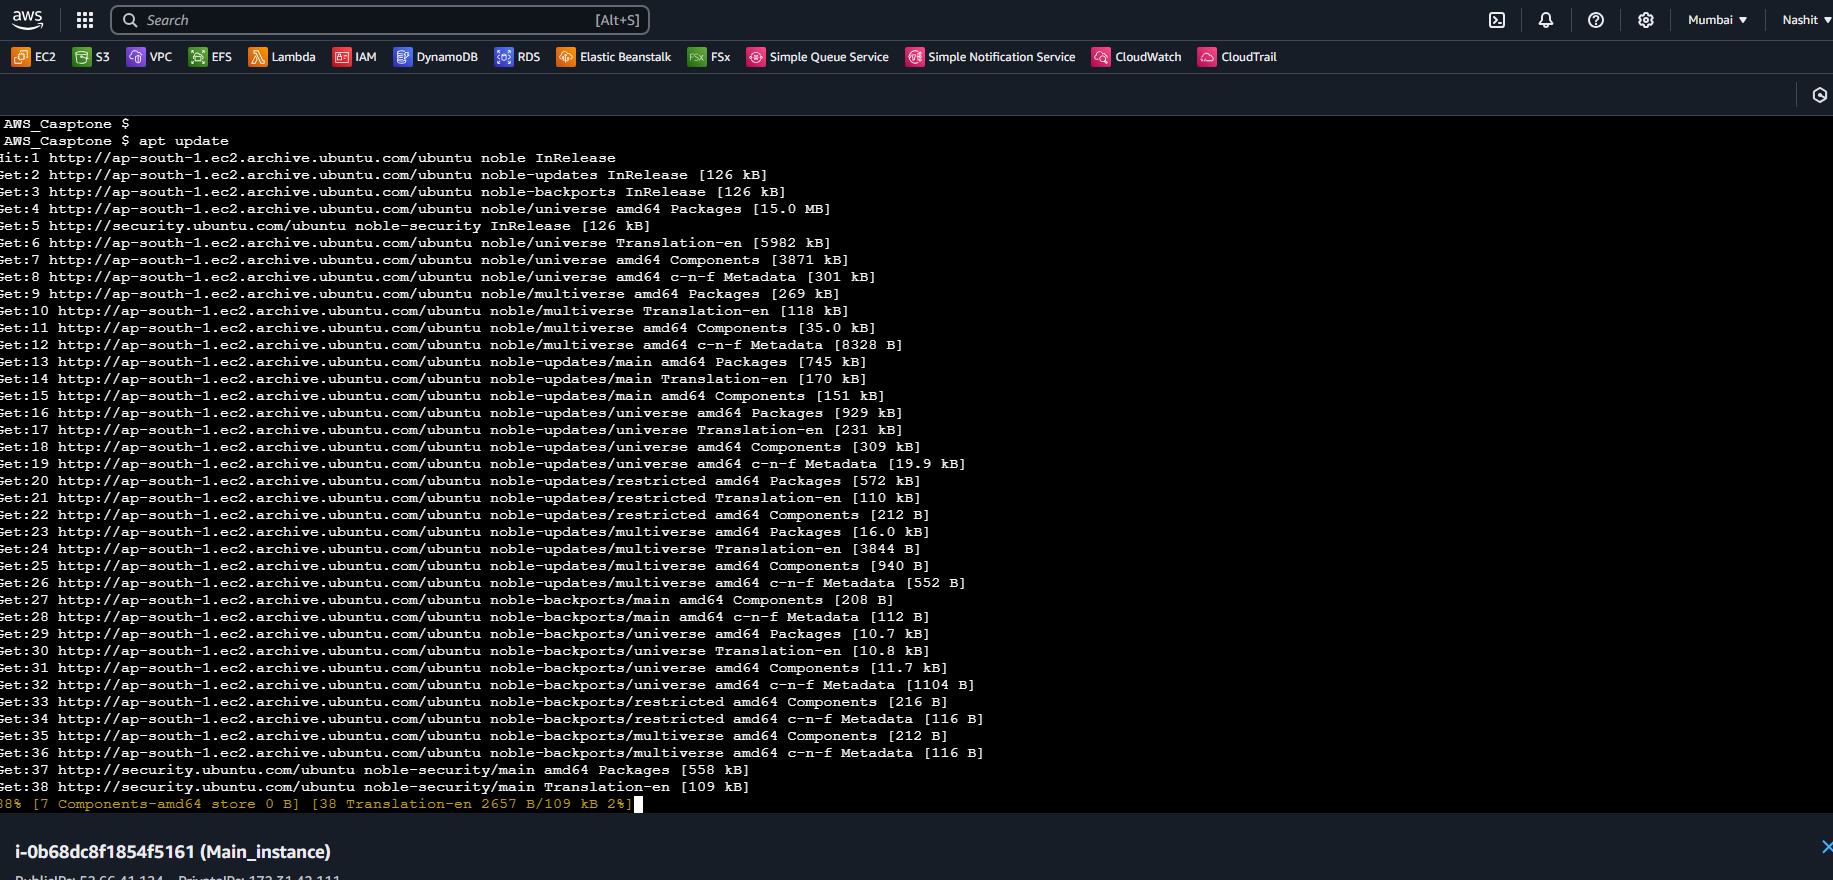 aws
Search [Alt+S]
Mumbai
Nashit
EC2 S3 VPC EFS Lambda IAM DynamoDB RDS Elastic Beanstalk FSx FSx Simple Queue Service Simple Notification Service CloudWatch CloudTrail
AWS_Casptone $
AWS_Casptone $ apt update
Hit:1 http://ap-south-1.ec2.archive.ubuntu.com/ubuntu noble InRelease
Get:2 http://ap-south-1.ec2.archive.ubuntu.com/ubuntu noble-updates InRelease [126 kB]
Get:3 http://ap-south-1.ec2.archive.ubuntu.com/ubuntu noble-backports InRelease [126 kB]
Get:4 http://ap-south-1.ec2.archive.ubuntu.com/ubuntu noble/universe amd64 Packages [15.0 MB]
Get:5 http://security.ubuntu.com/ubuntu noble-security InRelease [126 kB]
Get:6 http://ap-south-1.ec2.archive.ubuntu.com/ubuntu noble/universe Translation-en [5982 kB]
Get:7 http://ap-south-1.ec2.archive.ubuntu.com/ubuntu noble/universe amd64 Components [3871 kB]
Get:8 http://ap-south-1.ec2.archive.ubuntu.com/ubuntu noble/universe amd64 c-n-f Metadata [301 kB]
Get:9 http://ap-south-1.ec2.archive.ubuntu.com/ubuntu noble/multiverse amd64 Packages [269 kB]
Get:10 http://ap-south-1.ec2.archive.ubuntu.com/ubuntu noble/multiverse Translation-en [118 kB]
Get:11 http://ap-south-1.ec2.archive.ubuntu.com/ubuntu noble/multiverse amd64 Components [35.0 kB]
Get:12 http://ap-south-1.ec2.archive.ubuntu.com/ubuntu noble/multiverse amd64 c-n-f Metadata [8328 B]
Get:13 http://ap-south-1.ec2.archive.ubuntu.com/ubuntu noble-updates/main amd64 Packages [745 kB]
Get:14 http://ap-south-1.ec2.archive.ubuntu.com/ubuntu noble-updates/main Translation-en [170 kB]
Get:15 http://ap-south-1.ec2.archive.ubuntu.com/ubuntu noble-updates/main amd64 Components [151 kB]
Get:16 http://ap-south-1.ec2.archive.ubuntu.com/ubuntu noble-updates/universe amd64 Packages [929 kB]
Get:17 http://ap-south-1.ec2.archive.ubuntu.com/ubuntu noble-updates/universe Translation-en [231 kB]
Get:18 http://ap-south-1.ec2.archive.ubuntu.com/ubuntu noble-updates/universe amd64 Components [309 kB]
Get:19 http://ap-south-1.ec2.archive.ubuntu.com/ubuntu noble-updates/universe amd64 c-n-f Metadata [19.9 kB]
Get:20 http://ap-south-1.ec2.archive.ubuntu.com/ubuntu noble-updates/restricted amd64 Packages [572 kB]
Get:21 http://ap-south-1.ec2.archive.ubuntu.com/ubuntu noble-updates/restricted Translation-en [110 kB]
Get:22 http://ap-south-1.ec2.archive.ubuntu.com/ubuntu noble-updates/restricted amd64 Components [212 B]
Get:23 http://ap-south-1.ec2.archive.ubuntu.com/ubuntu noble-updates/multiverse amd64 Packages [16.0 kB]
Get:24 http://ap-south-1.ec2.archive.ubuntu.com/ubuntu noble-updates/multiverse Translation-en [3844 B]
Get:25 http://ap-south-1.ec2.archive.ubuntu.com/ubuntu noble-updates/multiverse amd64 Components [940 B]
Get:26 http://ap-south-1.ec2.archive.ubuntu.com/ubuntu noble-updates/multiverse amd64 c-n-f Metadata [552 B]
Get:27 http://ap-south-1.ec2.archive.ubuntu.com/ubuntu noble-backports/main amd64 Components [208 B]
Get:28 http://ap-south-1.ec2.archive.ubuntu.com/ubuntu noble-backports/main amd64 c-n-f Metadata [112 B]
Get:29 http://ap-south-1.ec2.archive.ubuntu.com/ubuntu noble-backports/universe amd64 Packages [10.7 kB]
Get:30 http://ap-south-1.ec2.archive.ubuntu.com/ubuntu noble-backports/universe Translation-en [10.8 kB]
Get:31 http://ap-south-1.ec2.archive.ubuntu.com/ubuntu noble-backports/universe amd64 Components [11.7 kB]
Get:32 http://ap-south-1.ec2.archive.ubuntu.com/ubuntu noble-backports/universe amd64 c-n-f Metadata [1104 B]
Get:33 http://ap-south-1.ec2.archive.ubuntu.com/ubuntu noble-backports/restricted amd64 Components [216 B]
Get:34 http://ap-south-1.ec2.archive.ubuntu.com/ubuntu noble-backports/restricted amd64 c-n-f Metadata [116 B]
Get:35 http://ap-south-1.ec2.archive.ubuntu.com/ubuntu noble-backports/multiverse amd64 Components [212 B]
Get:36 http://ap-south-1.ec2.archive.ubuntu.com/ubuntu noble-backports/multiverse amd64 c-n-f Metadata [116 B]
Get:37 http://security.ubuntu.com/ubuntu noble-security/main amd64 Packages [558 kB]
Get:38 http://security.ubuntu.com/ubuntu noble-security/main Translation-en [109 kB]
[7 Components-amd64 store 0 B] [38 Translation-en 2657 B/109 kB 2%]
i-0b68dc8f1854f5161 (Main_instance)